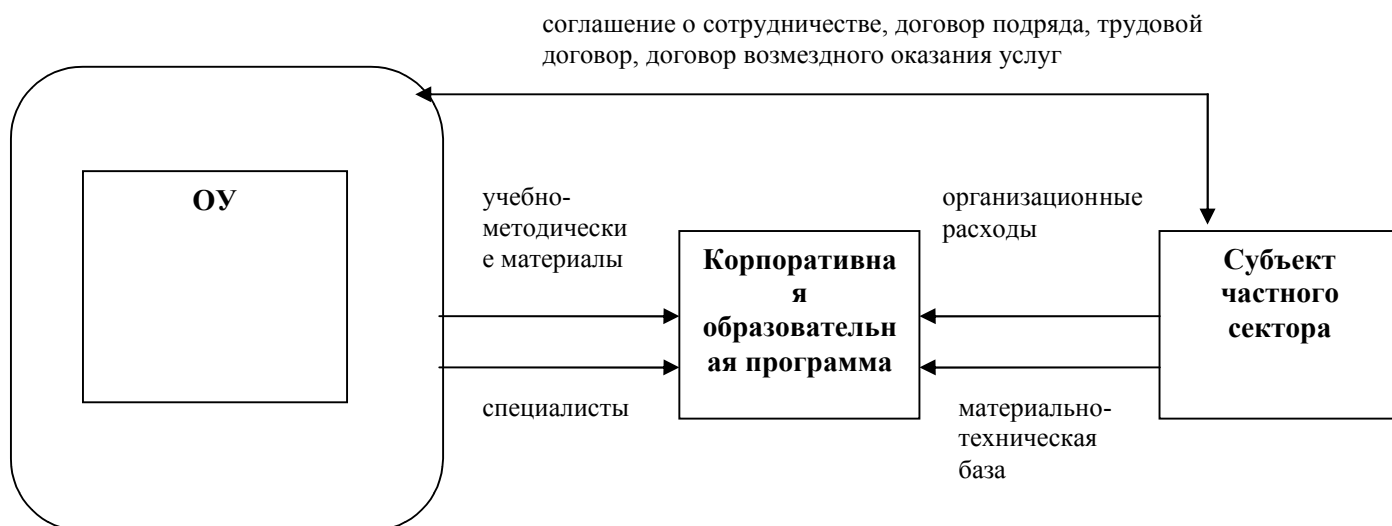 соглашение о сотрудничестве, договор подряда, трудовой
договор, договор возмездного оказания услуг
ОУ
учебно-
методически
е материалы
специалисты
Корпоративна
я
образовательн
ая программа
организационные
расходы
материально-
техническая
база
Субъект
частного
сектора